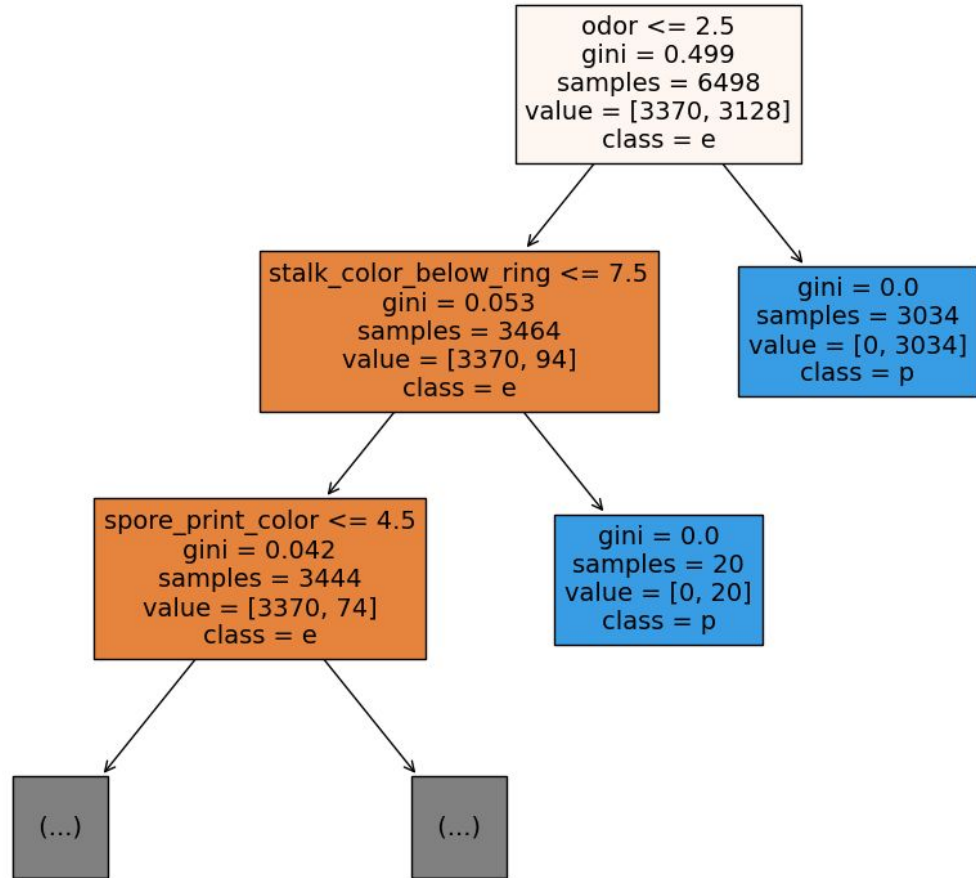 odor <= 2.5
gini = 0.499
samples = 6498
value = [3370, 3128]
class = e
stalk_color_below_ring <= 7.5
gini = 0.053
samples = 3464
value = [3370, 94]
class = e
gini = 0.0
samples = 3034
value = [0, 3034]
class = p
spore_print_color <= 4.5
gini = 0.042
samples = 3444
value = [3370, 74]
class = e
gini = 0.0
samples = 20
value = [0, 20]
class = p
(...)
(...)